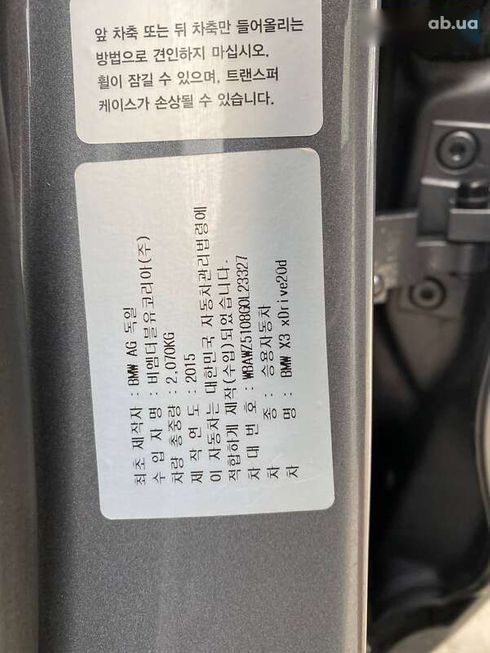 ab.ua
앞 차축 또는 뒤 차축만 들어올리는
방법으로 견인하지 마십시오.
휠이 잠길 수 있으며, 트랜스퍼
케이스가 손상될 수 있습니다.
최초 제작자 : BMW AG 독일
수 입 자 명 : 비엠더블유코리아(주)
차량 총중량 : 2,070KG
제 작 연 도 : 2015
이 자동차는 대한민국 자동차관리법령에
적합하게 제작(수입)되었습니다.
차 대 번 호 : WBAWZ5108G0L23327
차 종 : 승용자동차
차 명 : BMW X3 xDrive20d